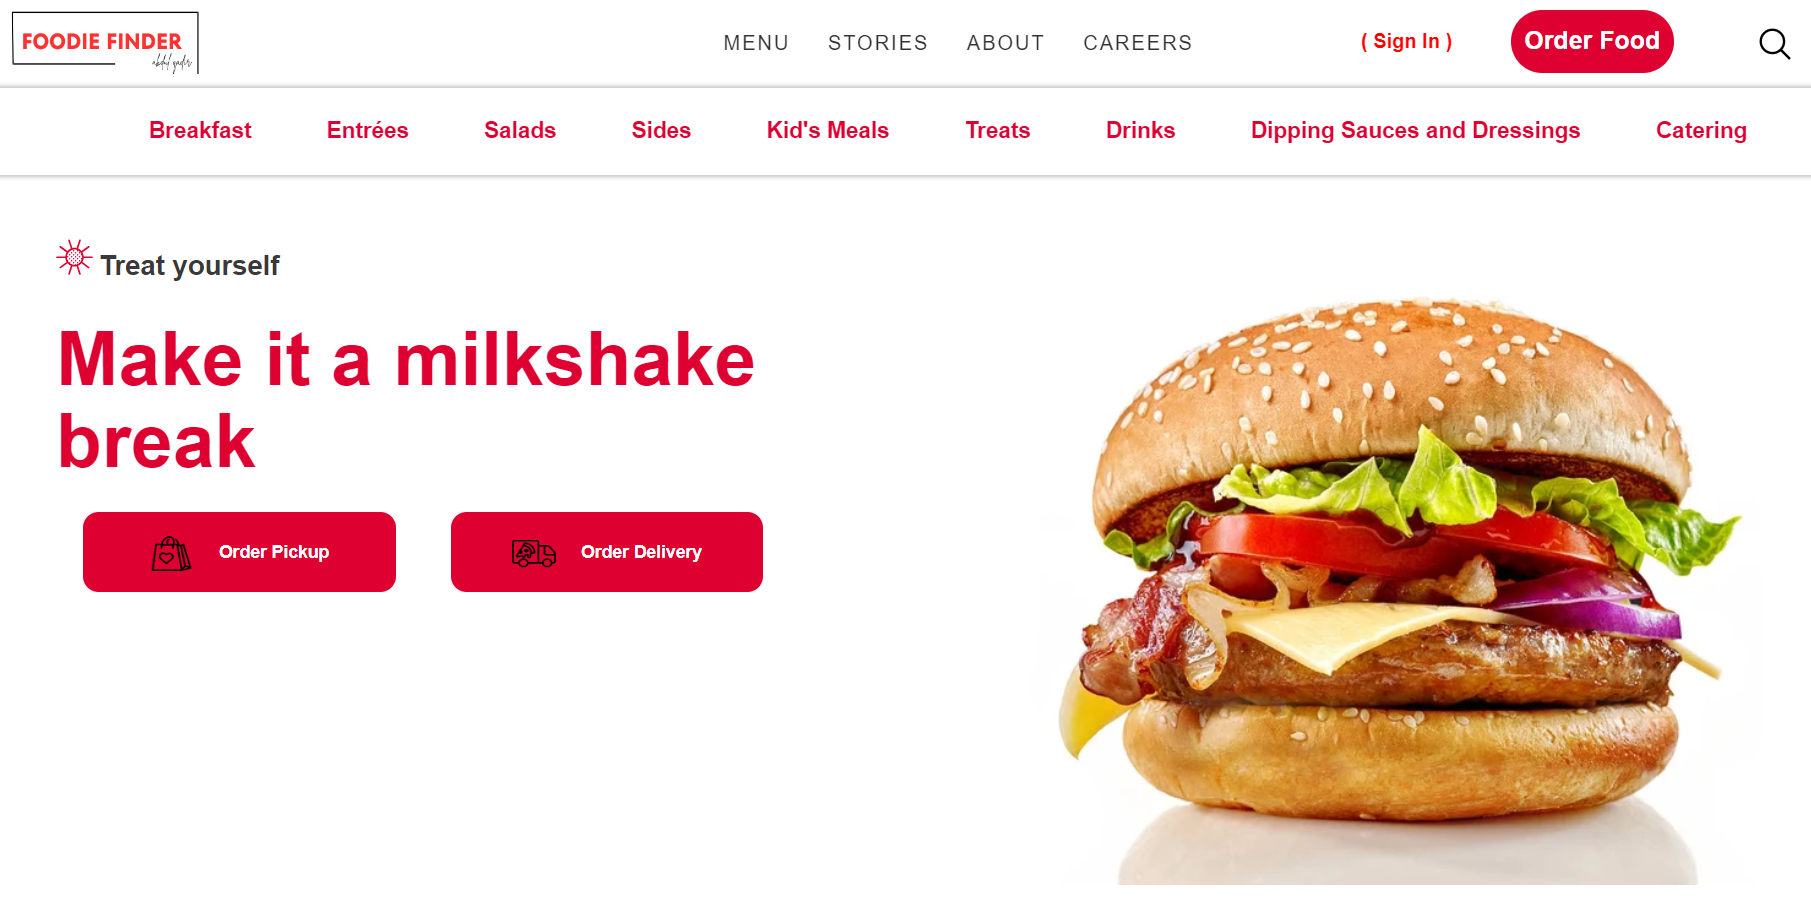 FOODIE FINDER
MENU STORIES ABOUT CAREERS
( Sign In )
Order Food
Breakfast Entrées Salads Sides Kid's Meals Treats Drinks Dipping Sauces and Dressings Catering
Treat yourself
Make it a milkshake
break
Order Pickup
Order Delivery